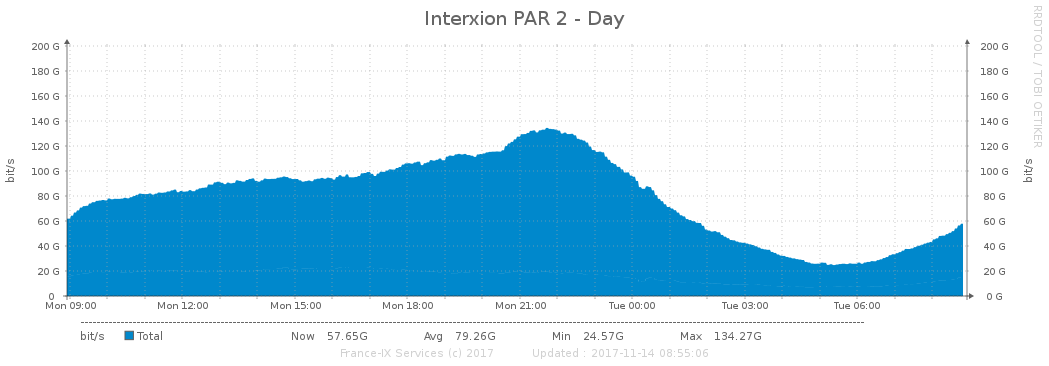 Interxion PAR 2 - Day
RRDTOOL / TOBI OETIKER
bit/s
200 G 200 G
180 G 180 G
160 G 160 G
140 G 140 G
120 G 120 G
100 G 100 G
80 G 80 G
60 G 60 G
40 G 40 G
20 G 20 G
0 0 G
bit/s
Mon 09:00 Mon 12:00 Mon 15:00 Mon 18:00 Mon 21:00 Tue 00:00 Tue 03:00 Tue 06:00
bit/s Total Now 57.65G Avg 79.26G Min 24.57G Max 134.27G
France-IX Services (c) 2017 Updated : 2017-11-14 08:55:06